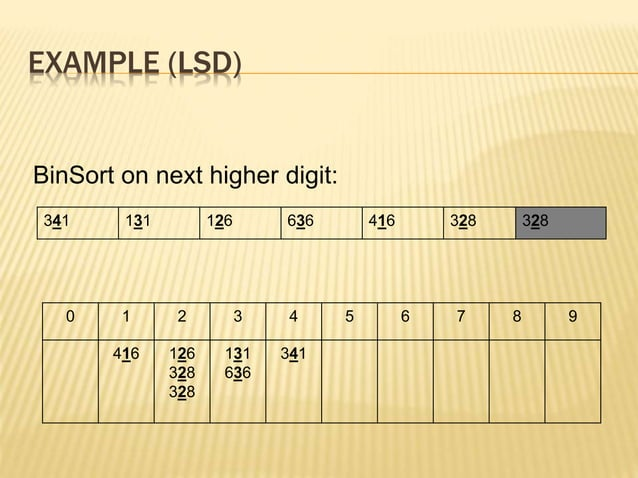 EXAMPLE (LSD)
BinSort on next higher digit:
341 131 126 636 416 328 328
0 1 2 3 4 5 6 7 8 9
416 126 131 341
328 636
328